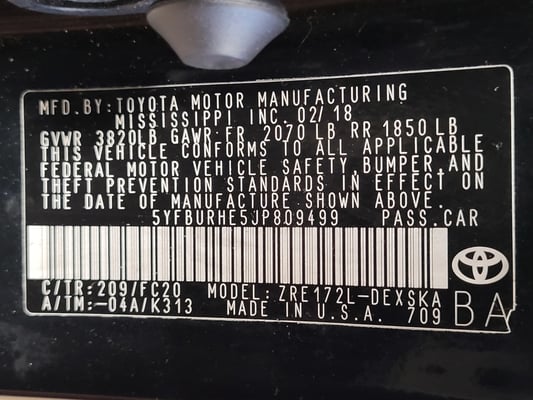 MFD.BY:TOYOTA MOTOR MANUFACTURING
MISSISSIPPI INC. 02/18
GVWR 3820LB GAWR FR 2070 LB RR 1850 LB
THIS VEHICLE CONFORMS TO ALL APPLICABLE
FEDERAL MOTOR VEHICLE SAFETY,BUMPER,AND
THEFT PREVENTION STANDARDS IN EFFECT ON
THE DATE OF MANUFACTURE SHOWN ABOVE.
5YFBURHE5JP809499 PASS.CAR
C/TR:209/FC20 MODEL:ZRE172L-DEXSKA
A/TM:-04A/K313 MADE IN U.S.A. 709 BA